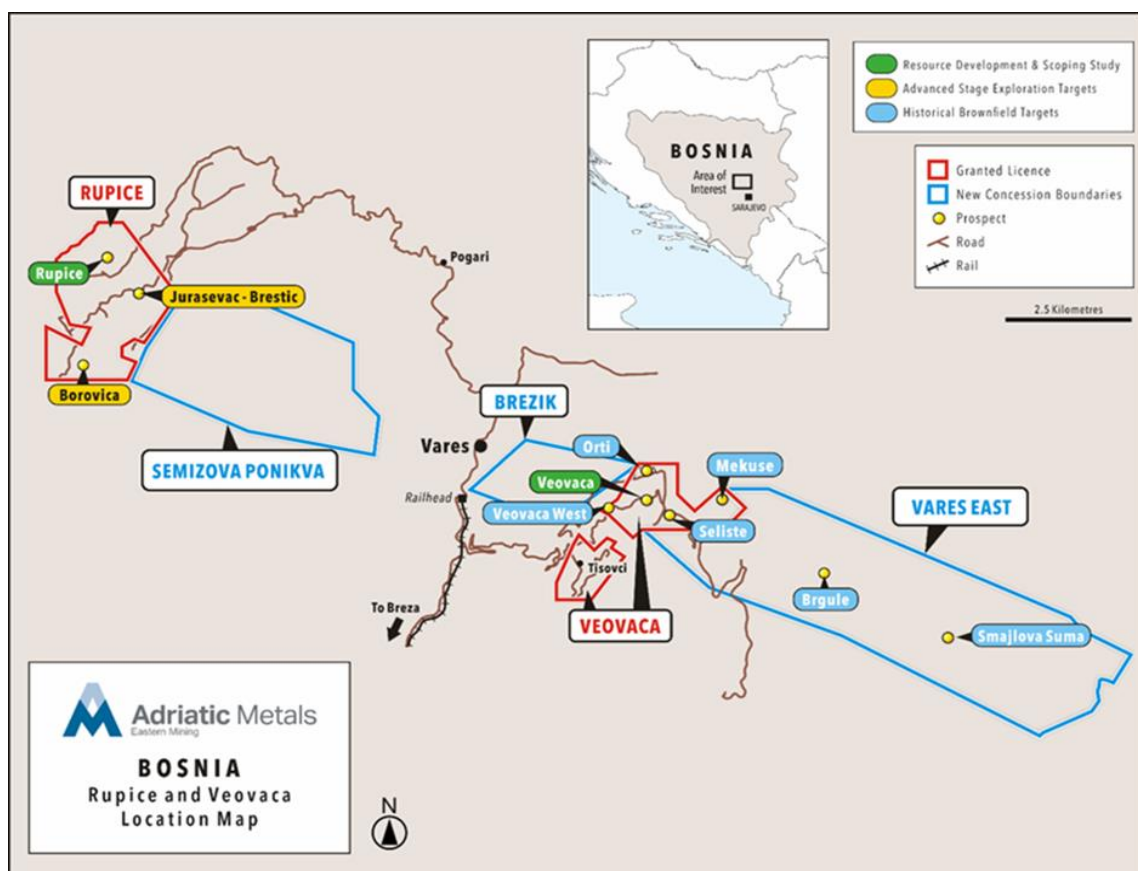 BOSNIA
Area of
Interest
SARAJEVO
Resource Development & Scoping Study
Advanced Stage Exploration Targets
Historical Brownfield Targets
Granted Licence
New Concession Boundaries
Prospect
Road
Rail
2.5 Kilometres
RUPICE
Rupice
Jurasevac - Brestic
Borovica
SEMIZOVA PONIKVA
Pogari
BREZIK
Vares
Orti
Mekuse
Veovaca
Railhead
Veovaca West
Seliste
VARES EAST
Tisovci
Brgule
To Breza
VEOVACA
Smajlova Suma
Adriatic Metals
Eastern Mining
BOSNIA
Rupice and Veovaca
Location Map
N